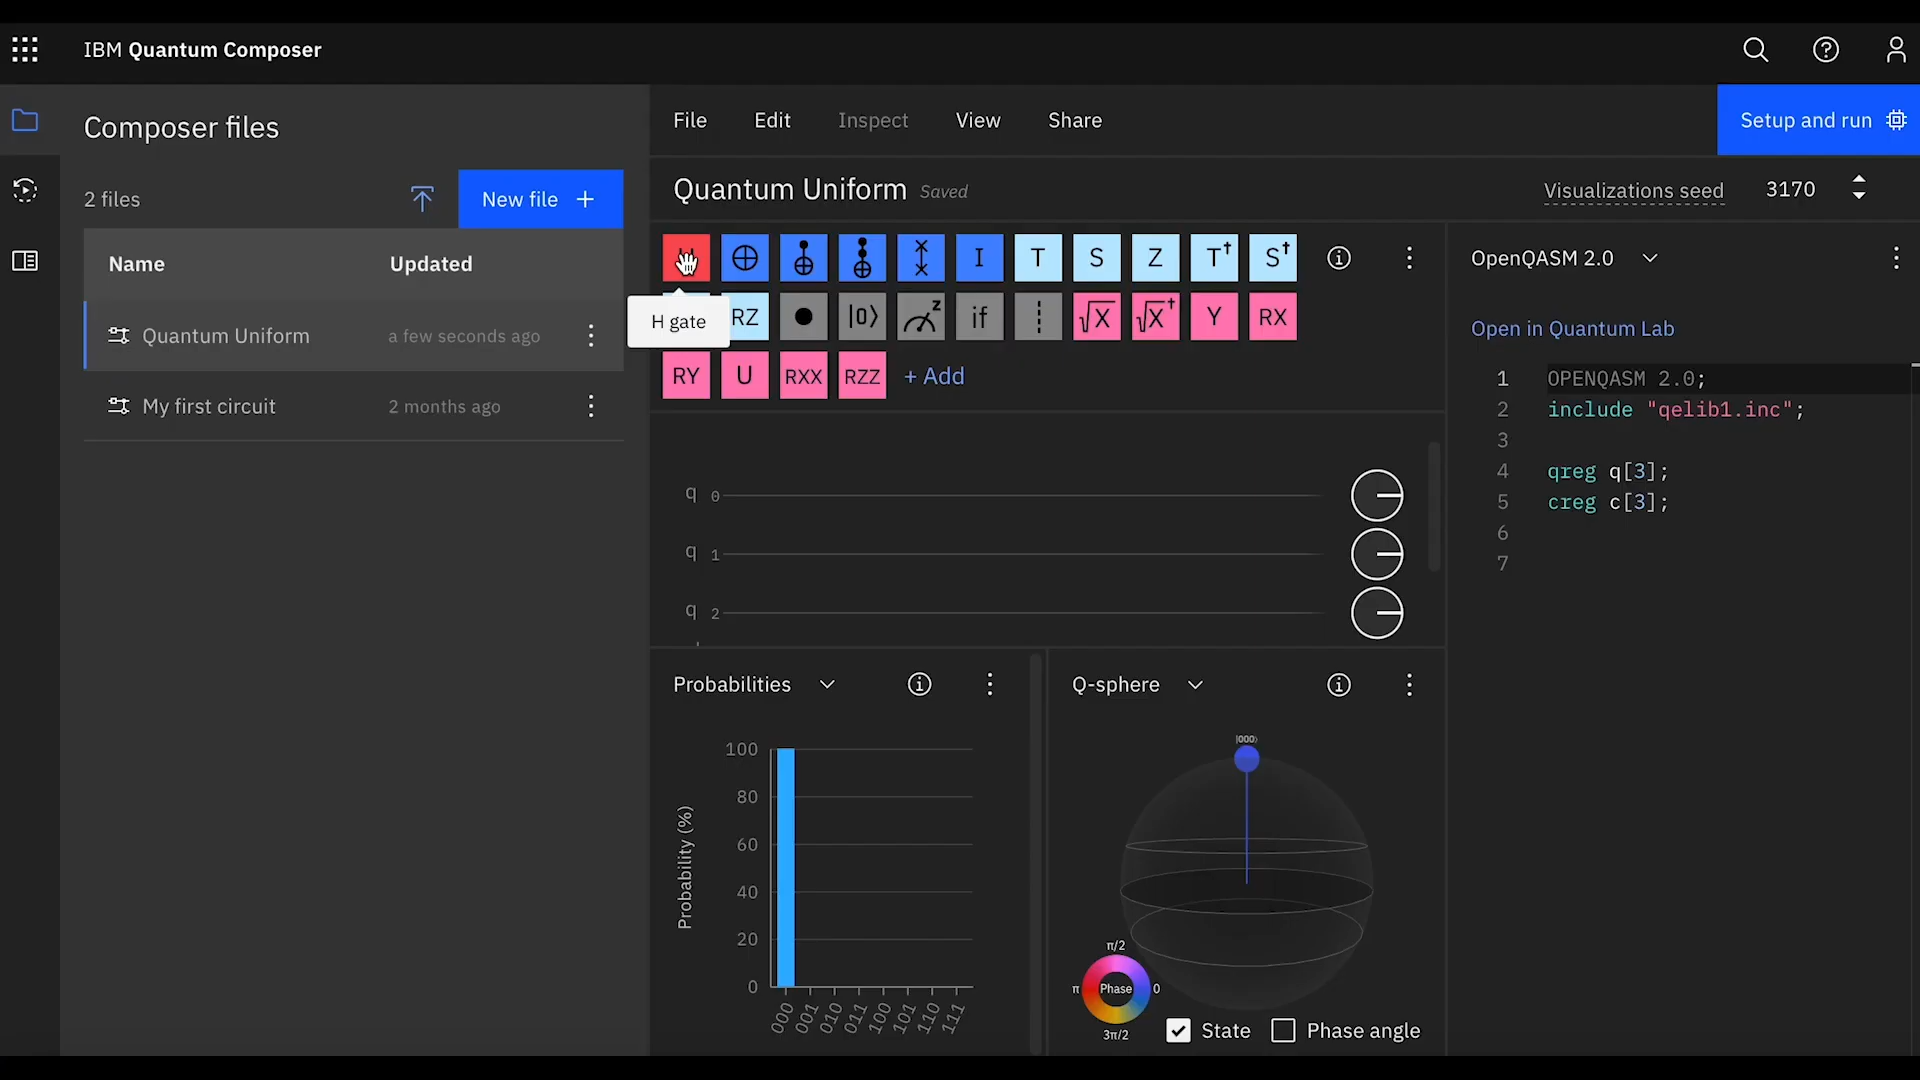 IBM Quantum Composer
Composer files
2 files
New file +
Name Updated
Quantum Uniform a few seconds ago
My first circuit 2 months ago
File Edit Inspect View Share
Setup and run
Quantum Uniform Saved
Visualizations seed 3170
I T S Z T† S†
H gate
RZ |0⟩ z if √X √X† Y RX
RY U RXX RZZ + Add
q 0
q 1
q 2
OpenQASM 2.0
Open in Quantum Lab
1 OPENQASM 2.0;
2 include "qelib1.inc";
3
4 qreg q[3];
5 creg c[3];
6
7
Probabilities
Probability (%)
100
80
60
40
20
0
000 001 010 011 100 101 110 111
Q-sphere
|000⟩
π/2
π Phase 0
3π/2
State Phase angle